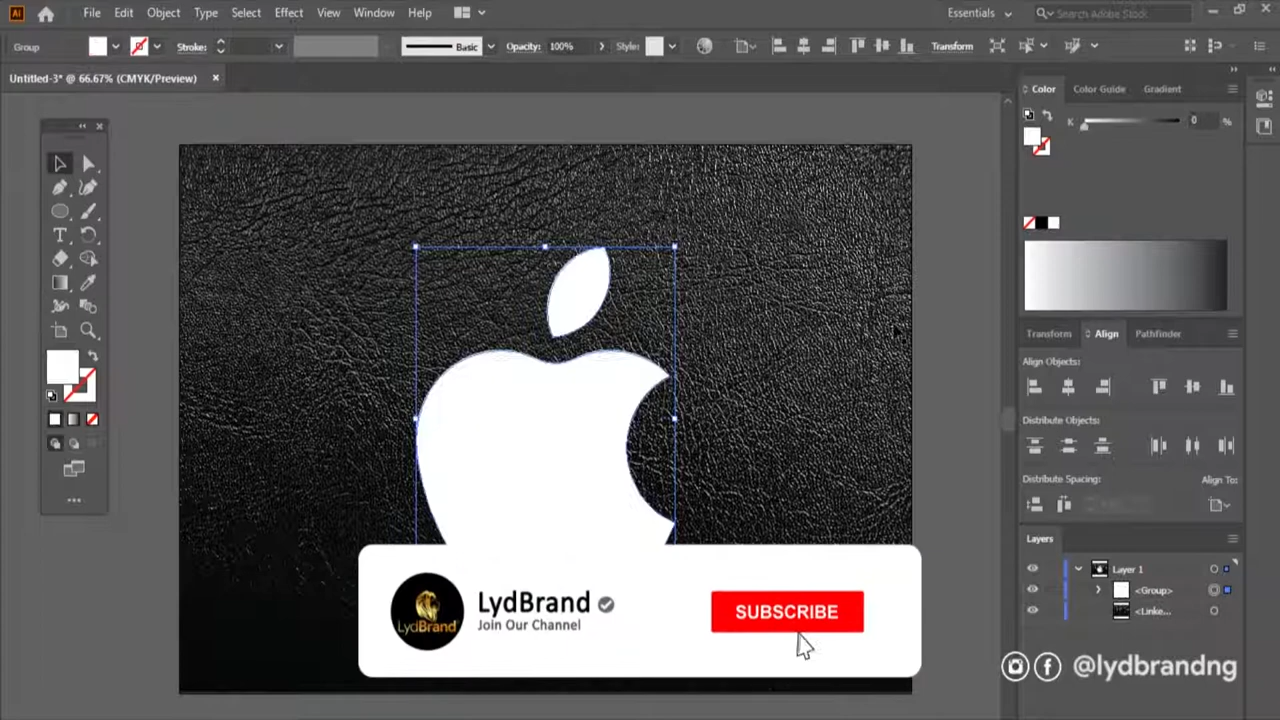 Ai File Edit Object Type Select Effect View Window Help Essentials Search Adobe Stock
Group Stroke: Basic Opacity: 100% Style: Transform
Untitled-3* @ 66.67% (CMYK/Preview)
Color Color Guide Gradient
K 0 %
Transform Align Pathfinder
Align Objects:
Distribute Objects:
Distribute Spacing: Align To:
Layers
Layer 1
<Group>
<Linke...
LydBrand
LydBrand
Join Our Channel
SUBSCRIBE
@lydbrandng